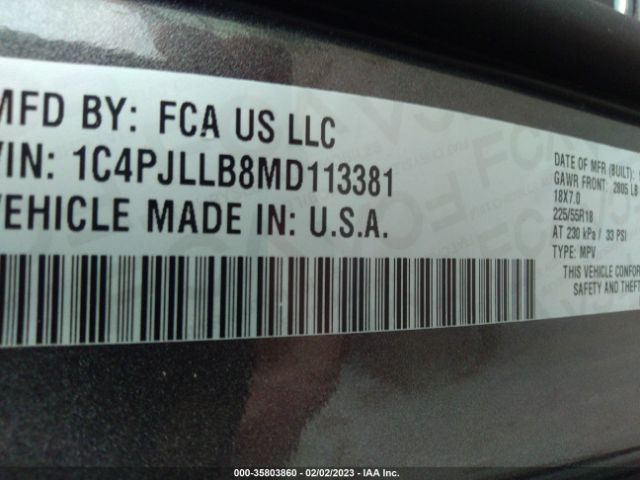 MFD BY: FCA US LLC
VIN: 1C4PJLLB8MD113381
VEHICLE MADE IN: U.S.A.
DATE OF MFR (BUILT):
GAWR FRONT: 2805 LB
18X7.0
225/55R18
AT 230 kPa / 33 PSI
TYPE: MPV
THIS VEHICLE CONFOR
SAFETY AND THEFT
000-35803860 - 02/02/2023 - IAA Inc.